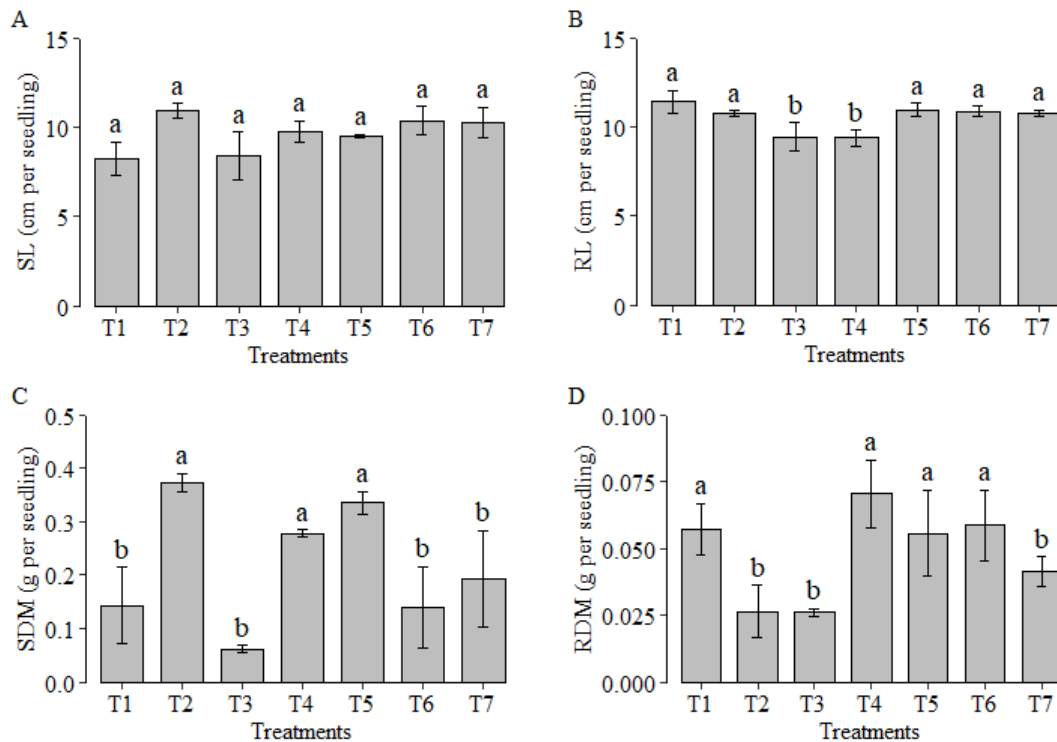 A
SL (cm per seedling)
15
10
5
0
a a a a a a a
T1 T2 T3 T4 T5 T6 T7
Treatments
B
RL (cm per seedling)
15
10
5
0
a a b b a a a
T1 T2 T3 T4 T5 T6 T7
Treatments
C
SDM (g per seedling)
0.5
0.4
0.3
0.2
0.1
0.0
b a b a a b b
T1 T2 T3 T4 T5 T6 T7
Treatments
D
RDM (g per seedling)
0.100
0.075
0.050
0.025
0.000
a b b a a a b
T1 T2 T3 T4 T5 T6 T7
Treatments